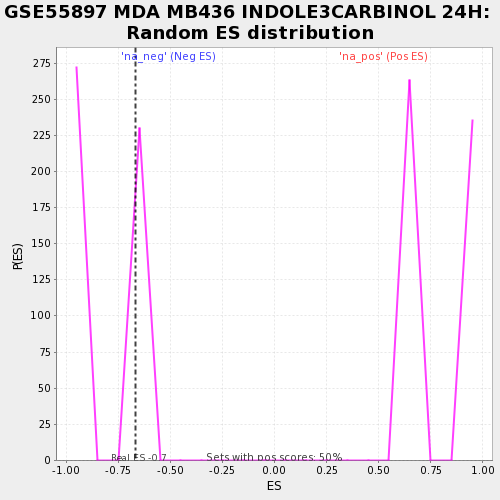 GSE55897 MDA MB436 INDOLE3CARBINOL 24H:
Random ES distribution
'na_neg' (Neg ES)
'na_pos' (Pos ES)
275
250
225
200
175
150
125
100
75
50
25
0
P(ES)
Real ES -0.7
Sets with pos scores: 50%
-1.00 -0.75 -0.50 -0.25 0.00 0.25 0.50 0.75 1.00
ES